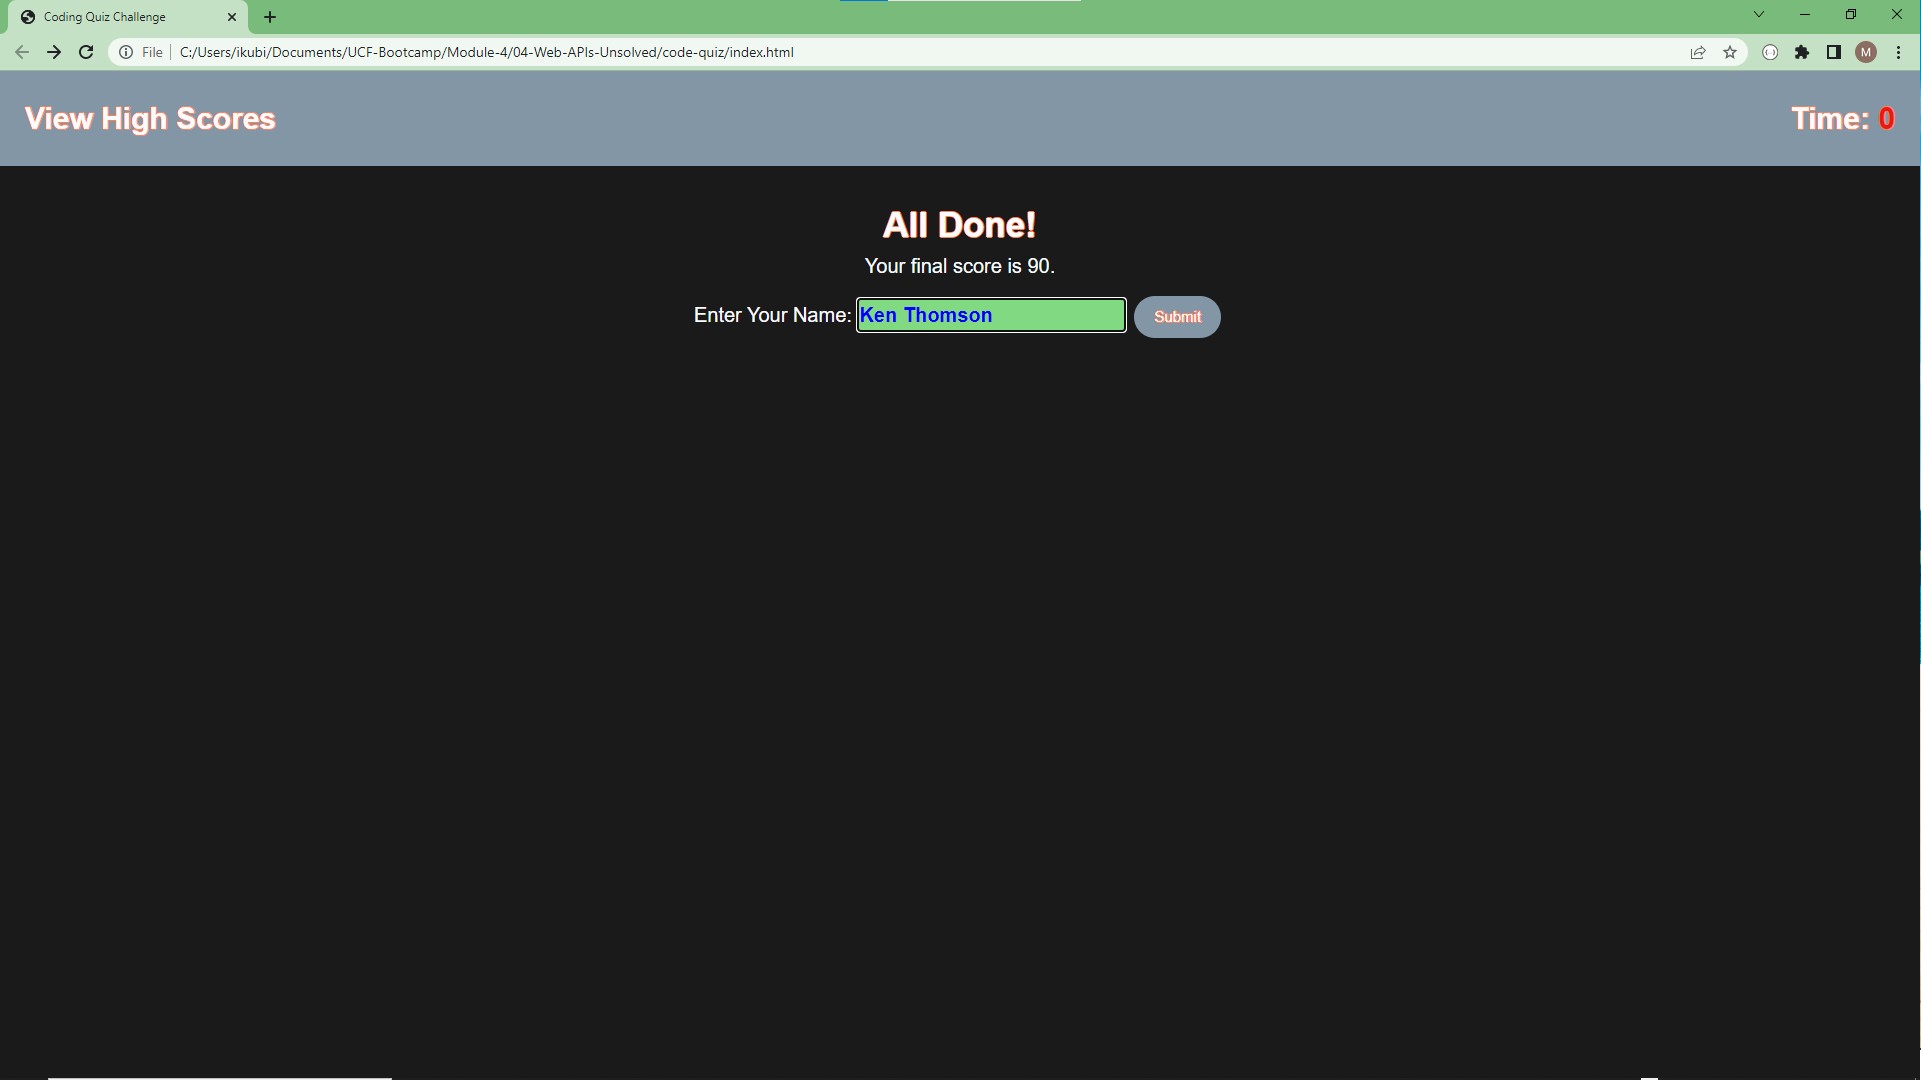 Coding Quiz Challenge
File C:/Users/ikubi/Documents/UCF-Bootcamp/Module-4/04-Web-APIs-Unsolved/code-quiz/index.html
M
View High Scores
Time: 0
All Done!
Your final score is 90.
Enter Your Name: Ken Thomson Submit